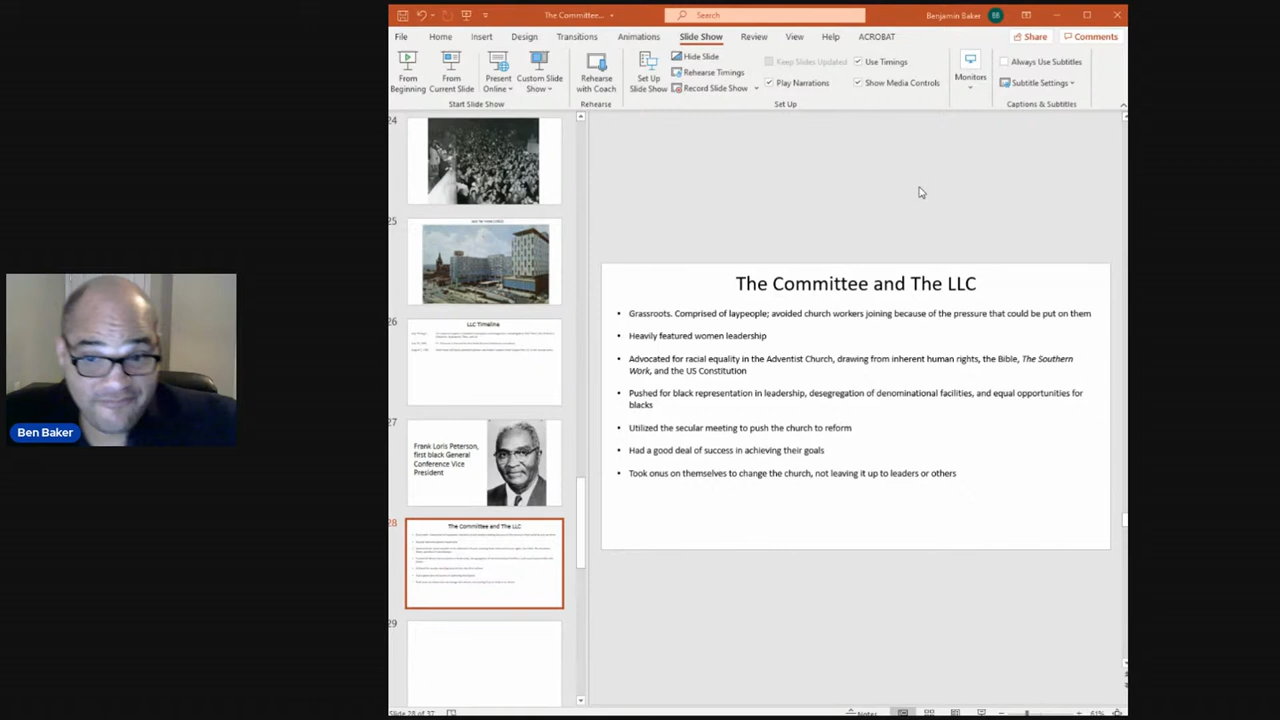 The Committee...
Search
Benjamin Baker
BB
File
Home
Insert
Design
Transitions
Animations
Slide Show
Review
View
Help
ACROBAT
Share
Comments
From
Beginning
From
Current Slide
Present
Online
Custom Slide
Show
Start Slide Show
Rehearse
with Coach
Rehearse
Set Up
Slide Show
Hide Slide
Rehearse Timings
Record Slide Show
Keep Slides Updated
Play Narrations
Use Timings
Show Media Controls
Set Up
Monitors
Always Use Subtitles
Subtitle Settings
Captions & Subtitles
24
25
26
LLC Timeline
27
Frank Loris Peterson,
first black General
Conference Vice
President
28
The Committee and The LLC
29
The Committee and The LLC
• Grassroots. Comprised of laypeople; avoided church workers joining because of the pressure that could be put on them
• Heavily featured women leadership
• Advocated for racial equality in the Adventist Church, drawing from inherent human rights, the Bible, The Southern
Work, and the US Constitution
• Pushed for black representation in leadership, desegregation of denominational facilities, and equal opportunities for
blacks
• Utilized the secular meeting to push the church to reform
• Had a good deal of success in achieving their goals
• Took onus on themselves to change the church, not leaving it up to leaders or others
Ben Baker
Slide 28 of 37
Notes
61%